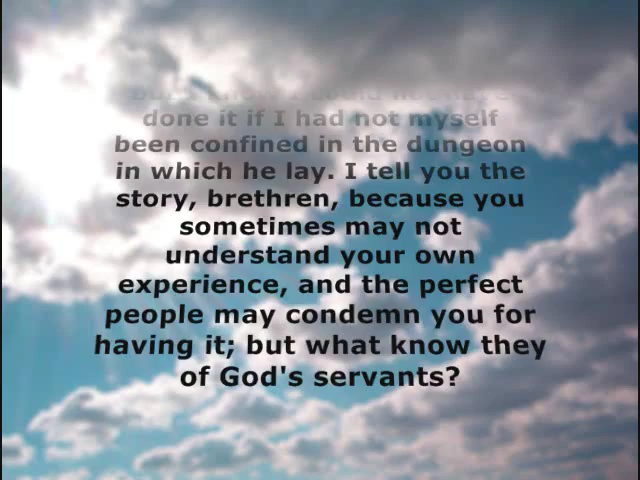 done it if I had not myself
been confined in the dungeon
in which he lay. I tell you the
story, brethren, because you
sometimes may not
understand your own
experience, and the perfect
people may condemn you for
having it; but what know they
of God's servants?